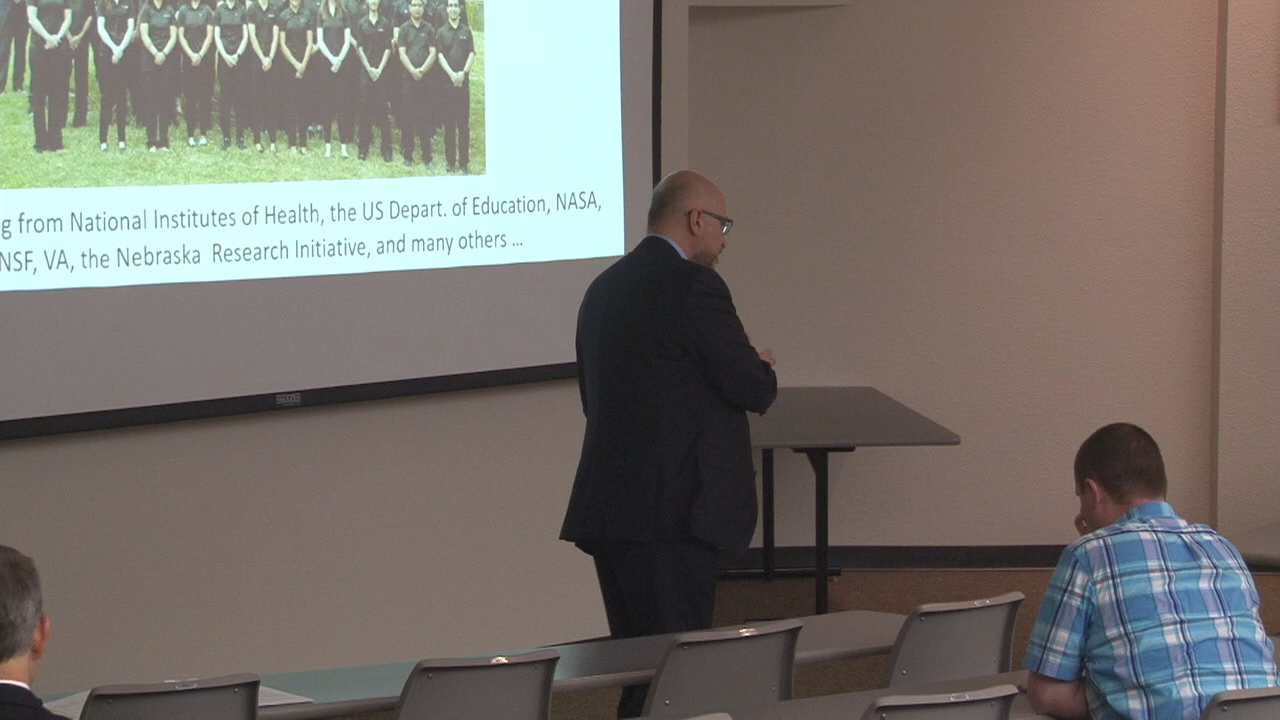 g from National Institutes of Health, the US Depart. of Education, NASA,
NSF, VA, the Nebraska Research Initiative, and many others ...